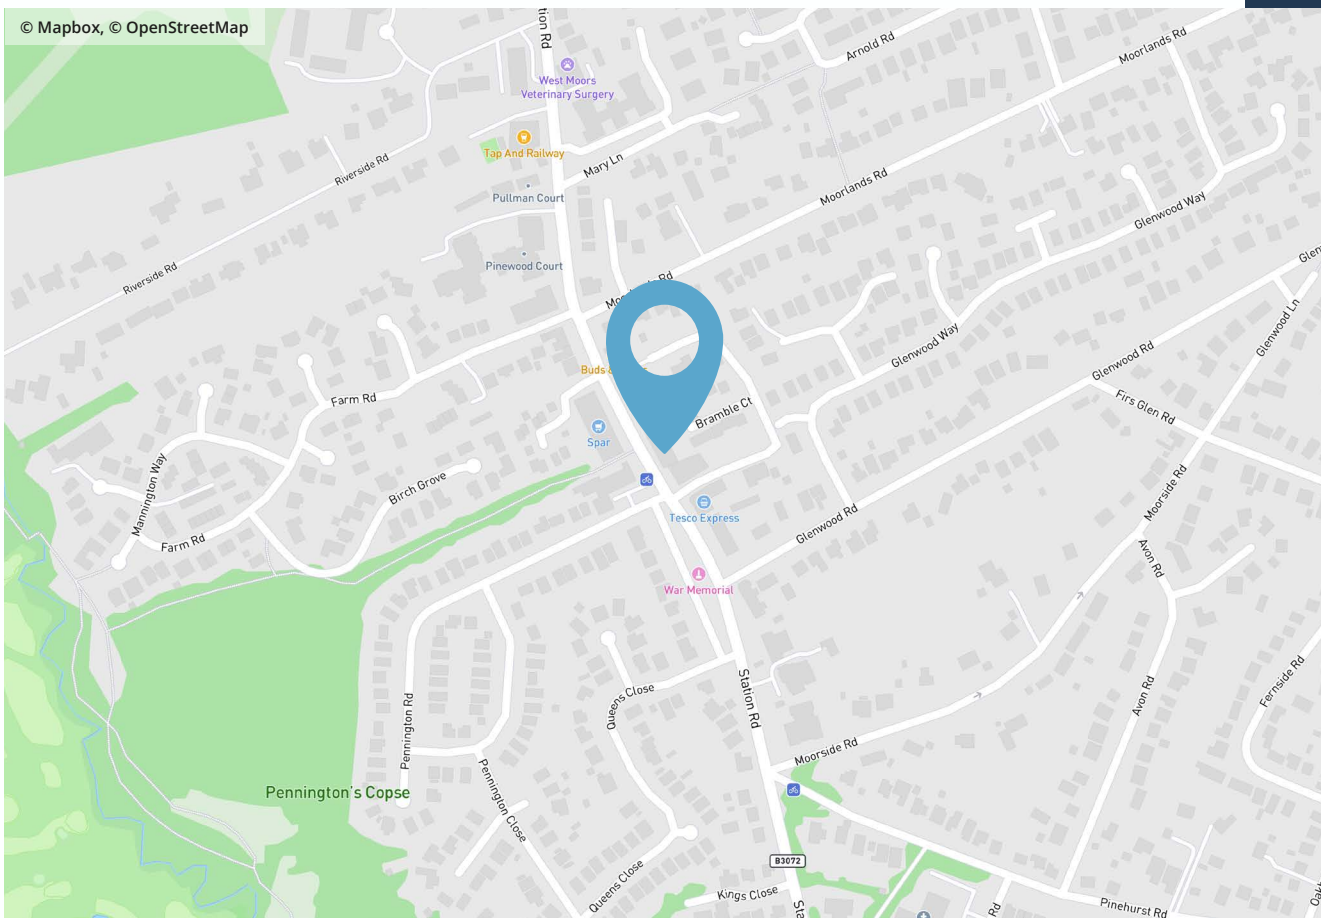 © Mapbox, © OpenStreetMap
tion Rd
Arnold Rd
Moorlands Rd
West Moors
Veterinary Surgery
Tap And Railway
Mary Ln
Riverside Rd
Pullman Court
Moorlands Rd
Glenwood Way
Pinewood Court
Riverside Rd
Glen
Rd
Glenwood Ln
Glenwood Way
Glenwood Rd
Buds
Farm Rd
Bramble Ct
Firs Glen Rd
Spar
Mannington Way
Birch Grove
Moorside Rd
Tesco Express
Glenwood Rd
Farm Rd
Avon Rd
War Memorial
Queens Close
Station Rd
Fernside Rd
Avon Rd
Pennington Rd
Moorside Rd
Pennington's Copse
Pennington Close
B3072
Queens Close
Kings Close
Sta
Rd
Pinehurst Rd
Oak